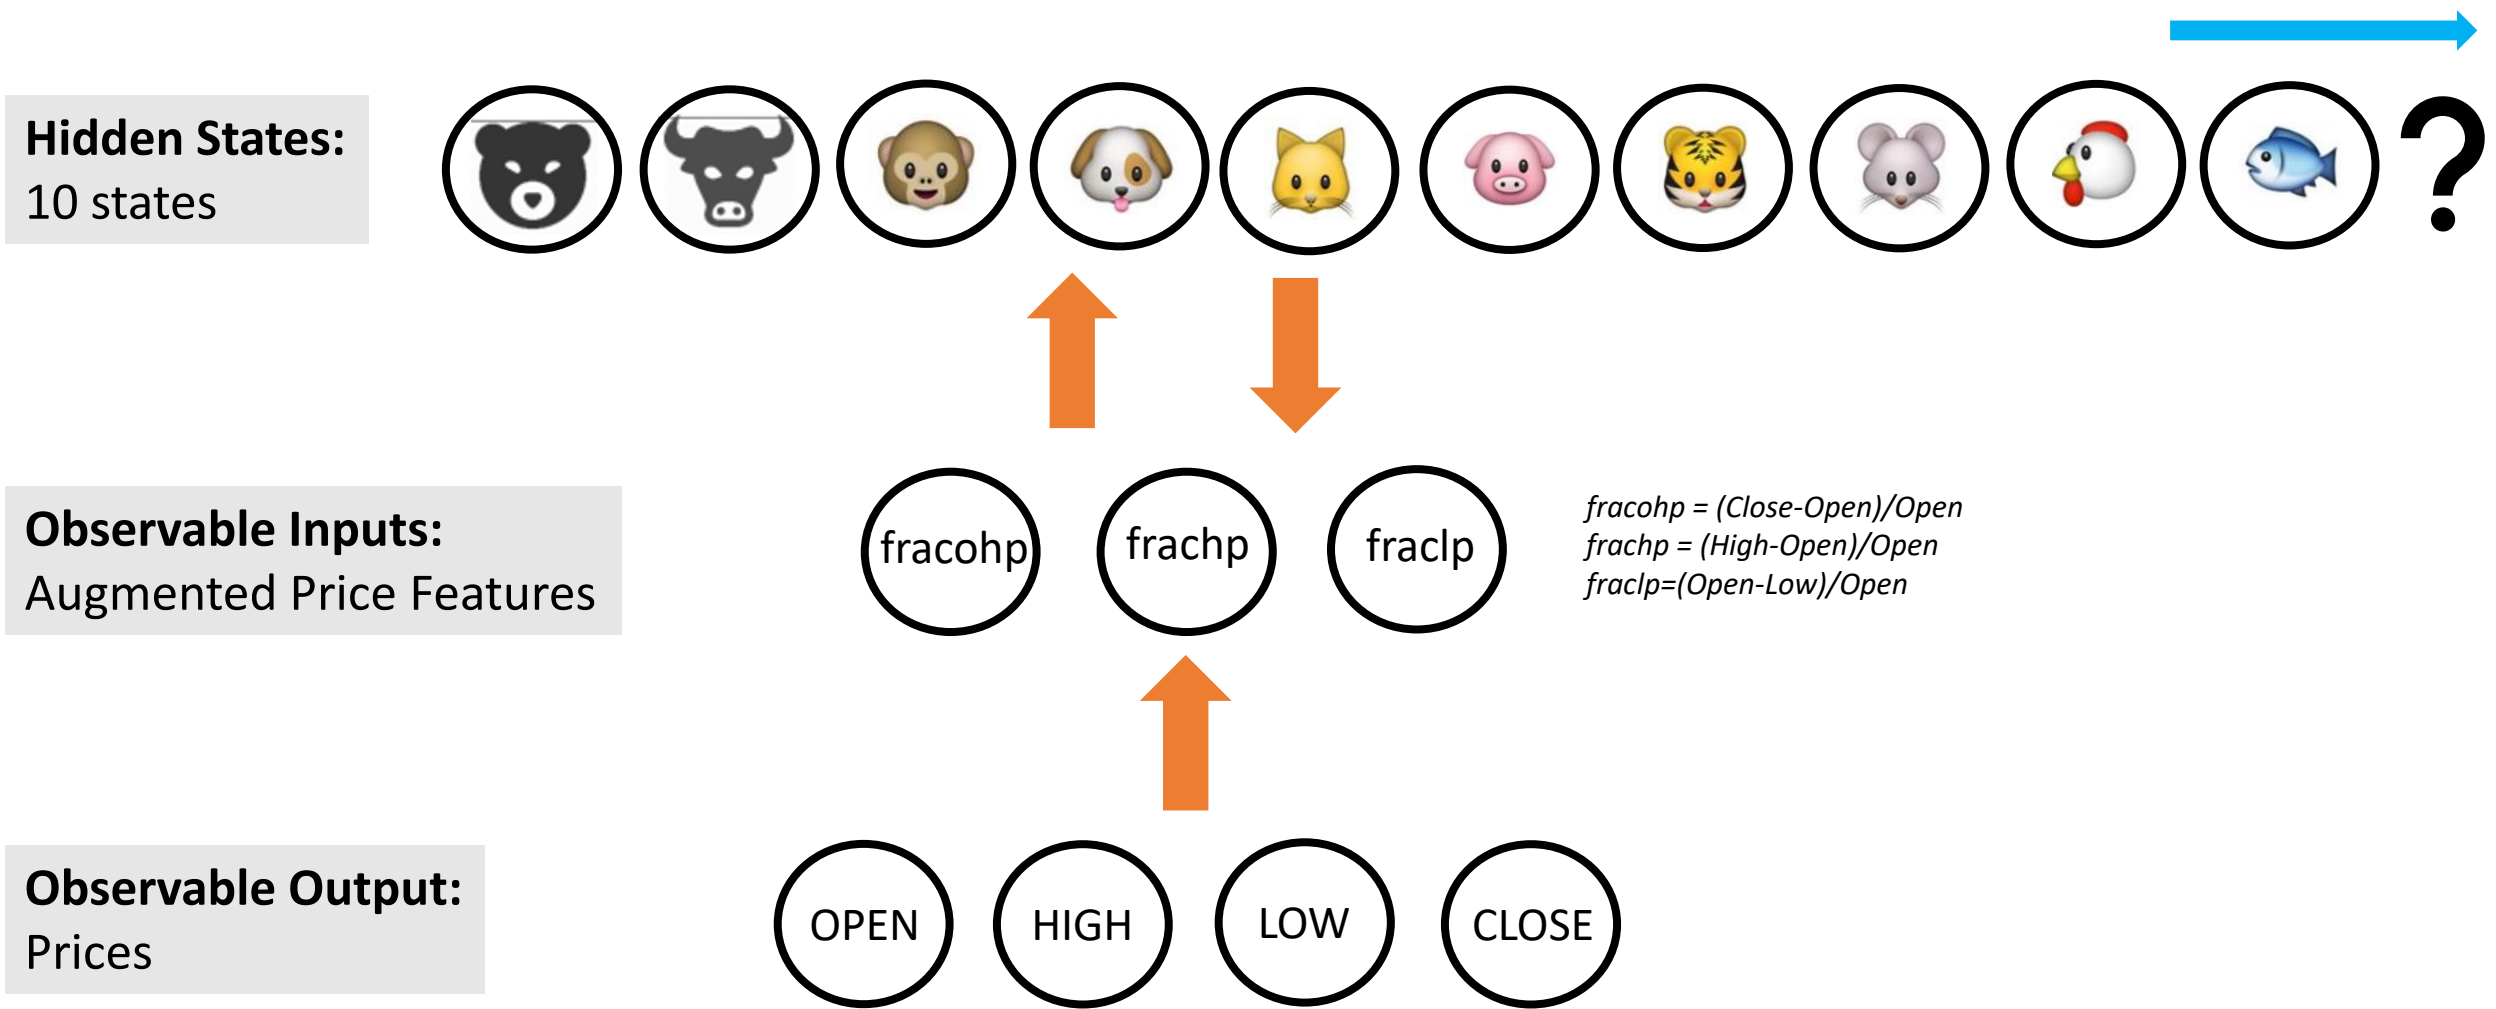 Hidden States:
10 states
?
Observable Inputs:
Augmented Price Features
fracohp
frachp
fraclp
fracohp = (Close-Open)/Open
frachp = (High-Open)/Open
fraclp=(Open-Low)/Open
Observable Output:
Prices
OPEN
HIGH
LOW
CLOSE